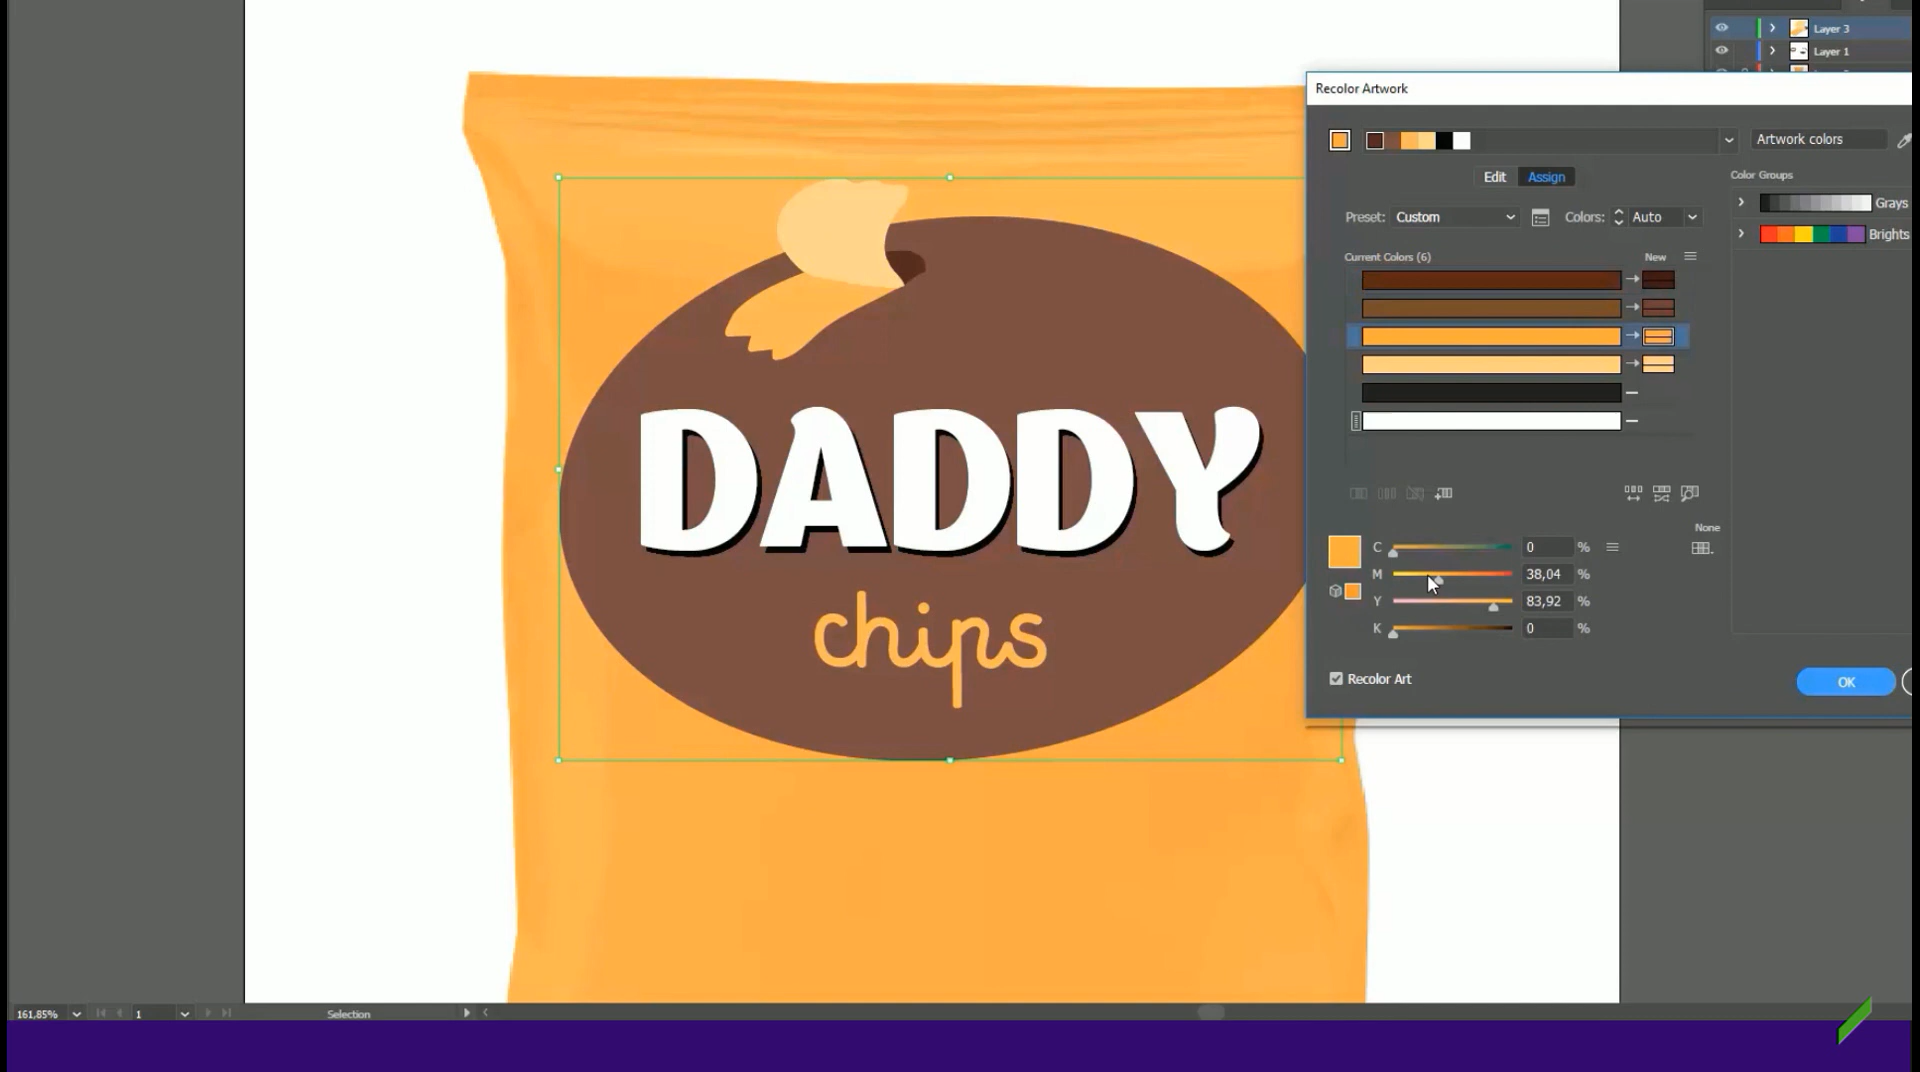 Layer 3
Layer 1
Recolor Artwork
Artwork colors
Edit Assign
Color Groups
Preset: Custom Colors: Auto
Grays
Brights
Current Colors (6) New
DADDY
chips
None
C 0 %
M 38,04 %
Y 83,92 %
K 0 %
Recolor Art
OK
161,85% 1 Selection